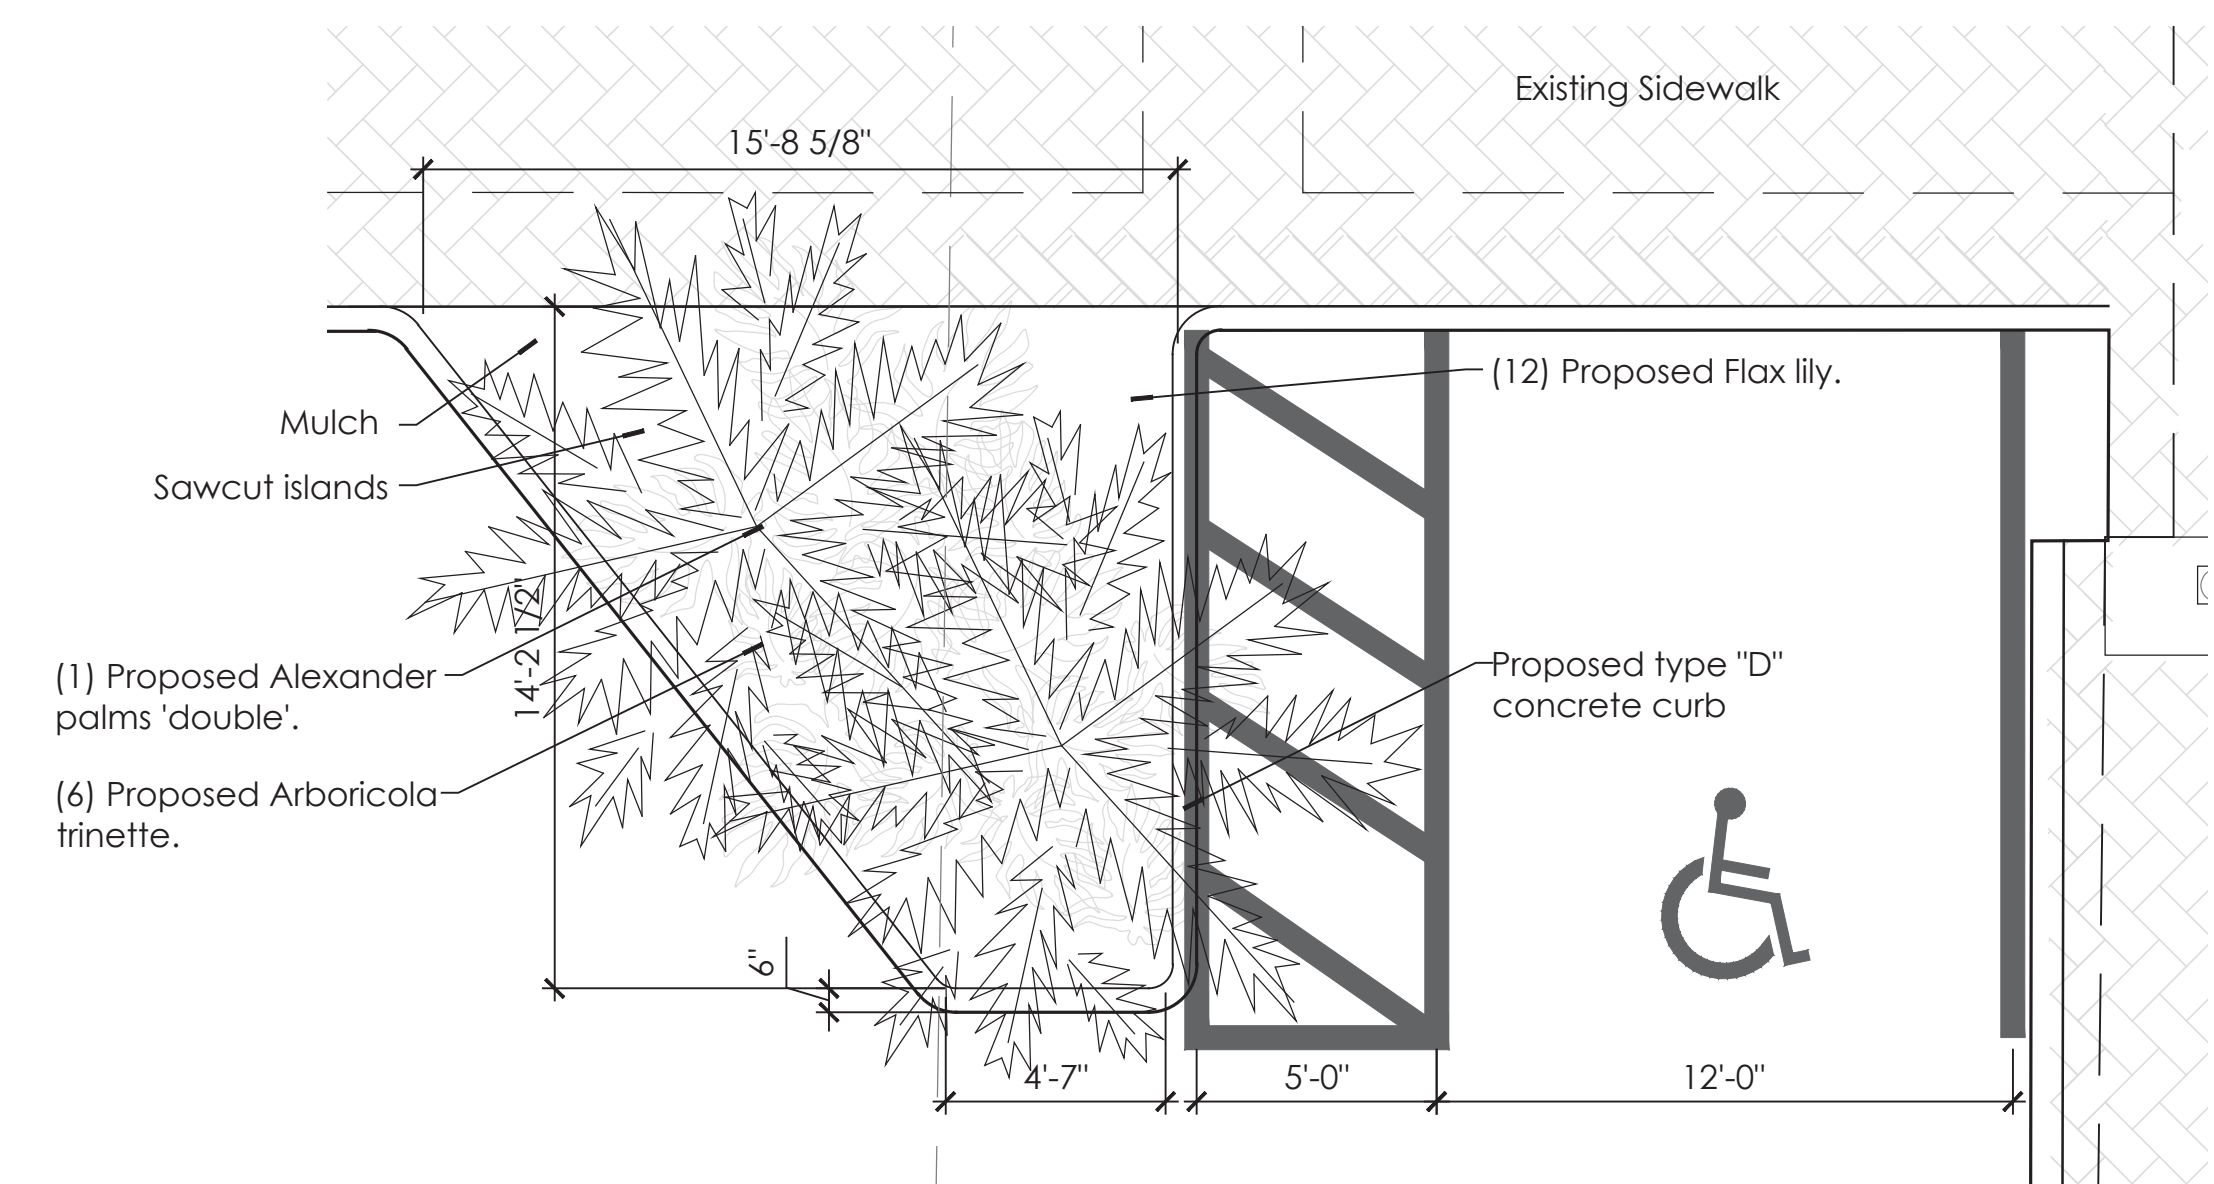 Existing Sidewalk
15'-8 5/8"
(12) Proposed Flax lily.
Mulch
Sawcut islands
14'-2 1/2"
(1) Proposed Alexander
palms 'double'.
Proposed type "D"
concrete curb
(6) Proposed Arboricola
trinette.
6"
4'-7"
5'-0"
12'-0"